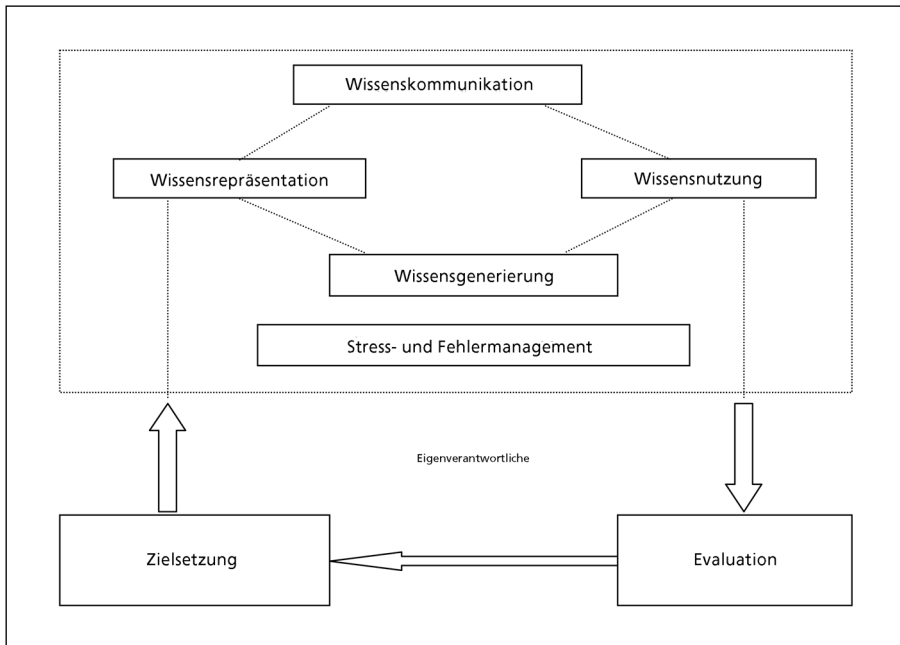 Wissenskommunikation
Wissensrepräsentation
Wissensnutzung
Wissensgenerierung
Stress- und Fehlermanagement
Eigenverantwortliche
Zielsetzung
Evaluation